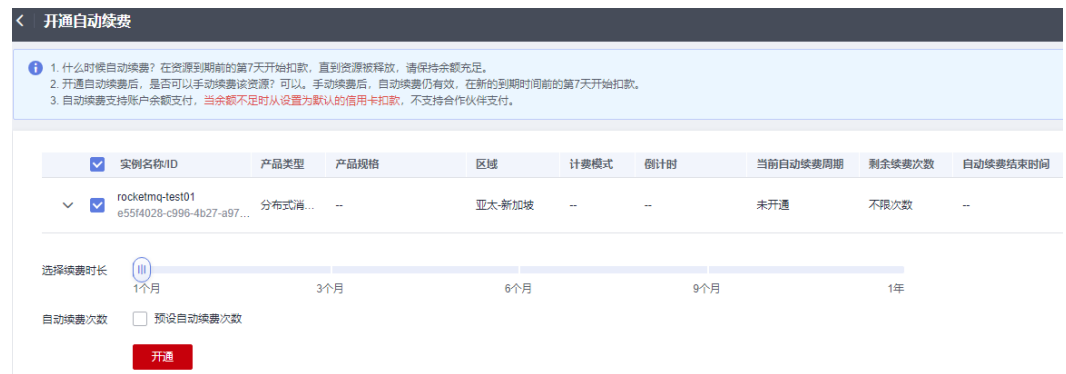 开通自动续费
1. 什么时候自动续费？在资源到期前的第7天开始扣款，直到资源被释放，请保持余额充足。
2. 开通自动续费后，是否可以手动续费该资源？可以。手动续费后，自动续费仍有效，在新的到期时间前的第7天开始扣款。
3. 自动续费支持账户余额支付，当余额不足时从设置为默认的信用卡扣款，不支持合作伙伴支付。
实例名称/ID 产品类型 产品规格 区域 计费模式 倒计时 当前自动续费周期 剩余续费次数 自动续费结束时间
rocketmq-test01
e55f4028-c996-4b27-a97... 分布式消... -- 亚太-新加坡 -- -- 未开通 不限次数 --
选择续费时长
1个月 3个月 6个月 9个月 1年
自动续费次数 预设自动续费次数
开通